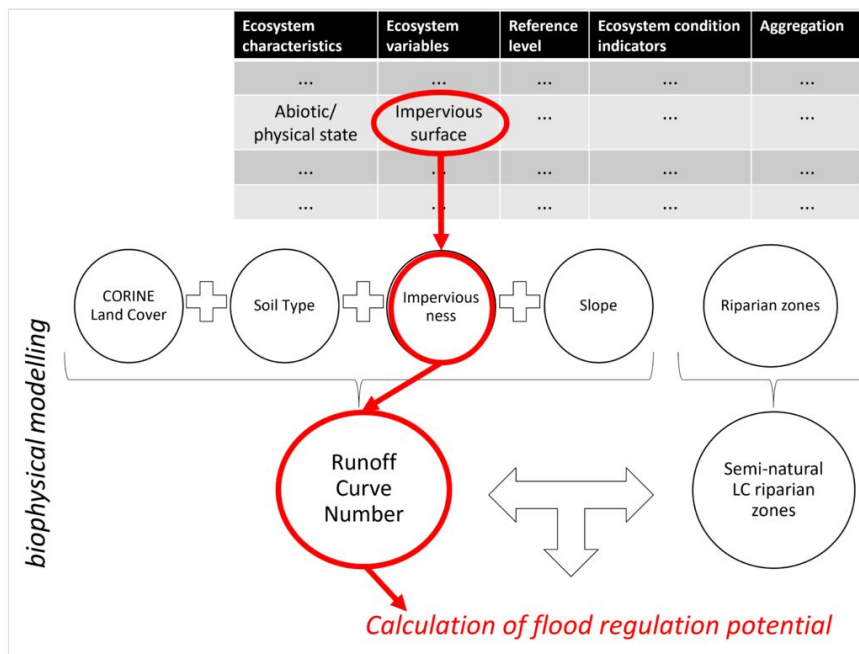 Ecosystem characteristics
Ecosystem variables
Reference level
Ecosystem condition indicators
Aggregation
... ... ... ... ...
Abiotic/
physical state
Impervious
surface
... ... ...
... ... ... ... ...
... ... ... ... ...
CORINE
Land Cover
Soil Type
Impervious
ness
Slope
Riparian zones
biophysical modelling
Runoff
Curve
Number
Semi-natural
LC riparian
zones
Calculation of flood regulation potential